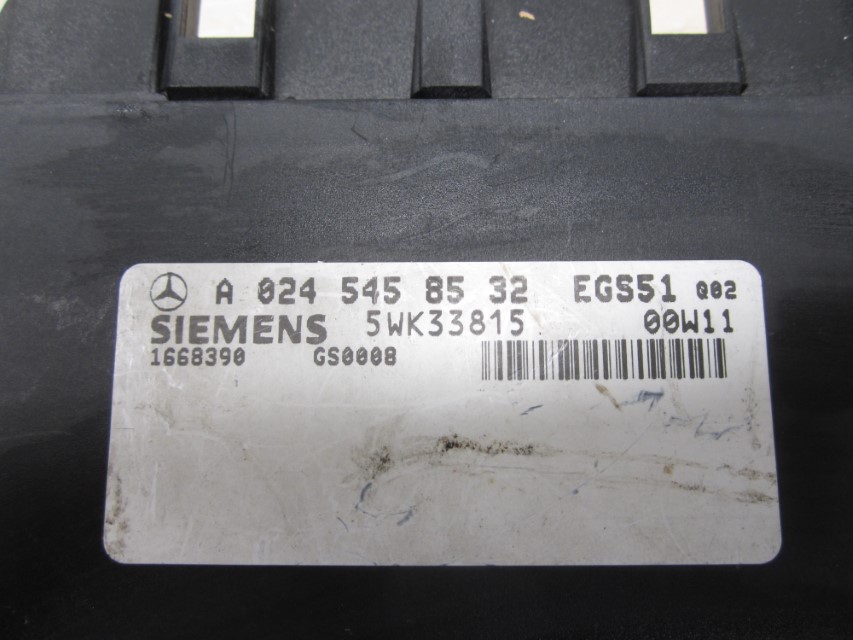 A 024 545 85 32 EGS51 Q02
SIEMENS 5WK33815 00W11
1668390 GS0008